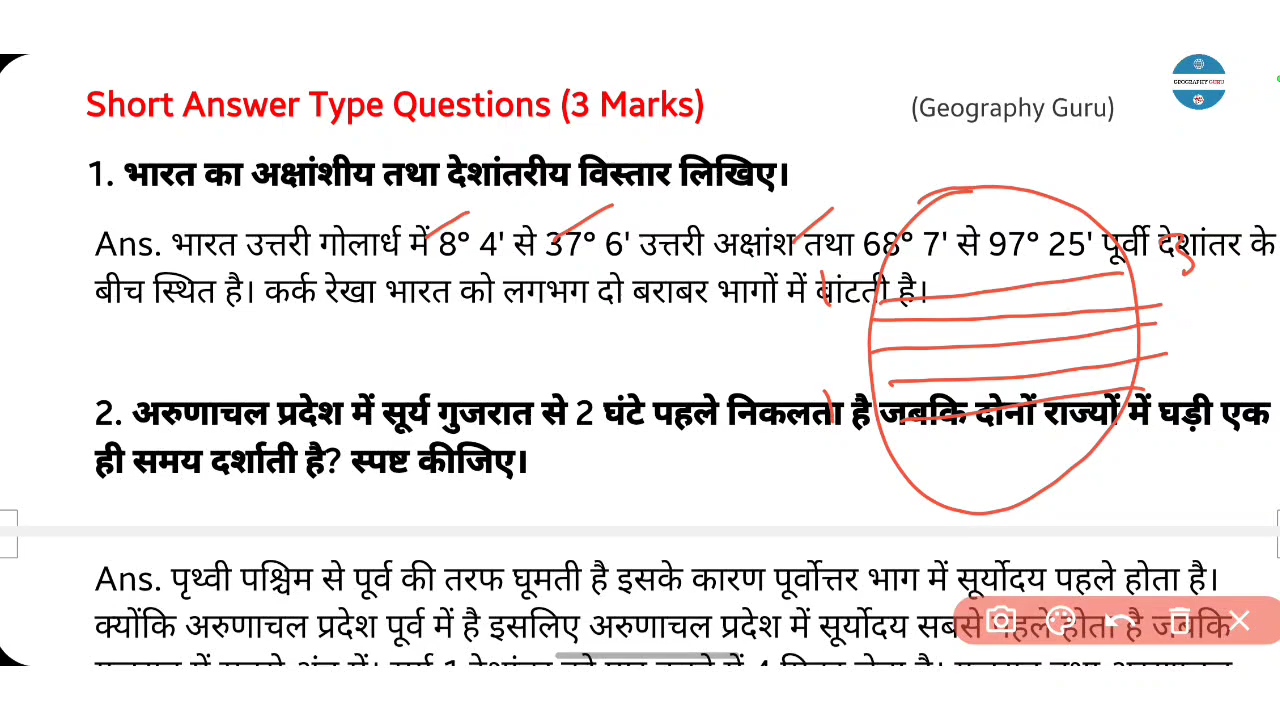 Short Answer Type Questions (3 Marks)
(Geography Guru)
GEOGRAPHY GURU
1. भारत का अक्षांशीय तथा देशांतरीय विस्तार लिखिए।
Ans. भारत उत्तरी गोलार्ध में 8° 4' से 37° 6' उत्तरी अक्षांश तथा 68° 7' से 97° 25' पूर्वी देशांतर के
बीच स्थित है। कर्क रेखा भारत को लगभग दो बराबर भागों में बांटती है।
3
2. अरुणाचल प्रदेश में सूर्य गुजरात से 2 घंटे पहले निकलता है जबकि दोनों राज्यों में घड़ी एक
ही समय दर्शाती है? स्पष्ट कीजिए।
Ans. पृथ्वी पश्चिम से पूर्व की तरफ घूमती है इसके कारण पूर्वोत्तर भाग में सूर्योदय पहले होता है।
क्योंकि अरुणाचल प्रदेश पूर्व में है इसलिए अरुणाचल प्रदेश में सूर्योदय सबसे पहले होता है जबकि